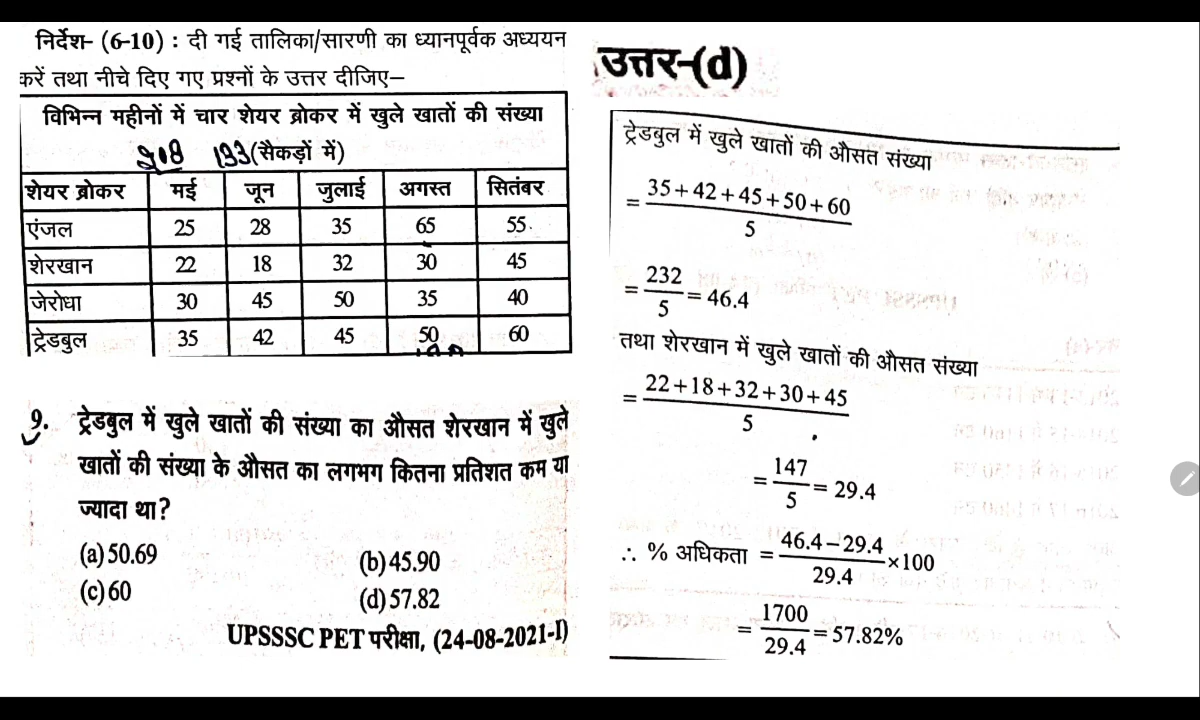 निर्देश- (6-10) : दी गई तालिका/सारणी का ध्यानपूर्वक अध्ययन
करें तथा नीचे दिए गए प्रश्नों के उत्तर दीजिए–
विभिन्न महीनों में चार शेयर ब्रोकर में खुले खातों की संख्या
133 (सैकड़ों में)
शेयर ब्रोकर मई जून जुलाई अगस्त सितंबर
एंजल 25 28 35 65 55
शेरखान 22 18 32 30 45
जेरोधा 30 45 50 35 40
ट्रेडबुल 35 42 45 50 60
9. ट्रेडबुल में खुले खातों की संख्या का औसत शेरखान में खुले
खातों की संख्या के औसत का लगभग कितना प्रतिशत कम या
ज्यादा था?
(a) 50.69 (b) 45.90
(c) 60 (d) 57.82
UPSSSC PET परीक्षा, (24-08-2021-I)
उत्तर-(d)
ट्रेडबुल में खुले खातों की औसत संख्या
= 35+42+45+50+60
5
= 232/5 = 46.4
तथा शेरखान में खुले खातों की औसत संख्या
= 22+18+32+30+45
5
= 147/5 = 29.4
∴ % अधिकता = 46.4–29.4/29.4 ×100
= 1700/29.4 = 57.82%